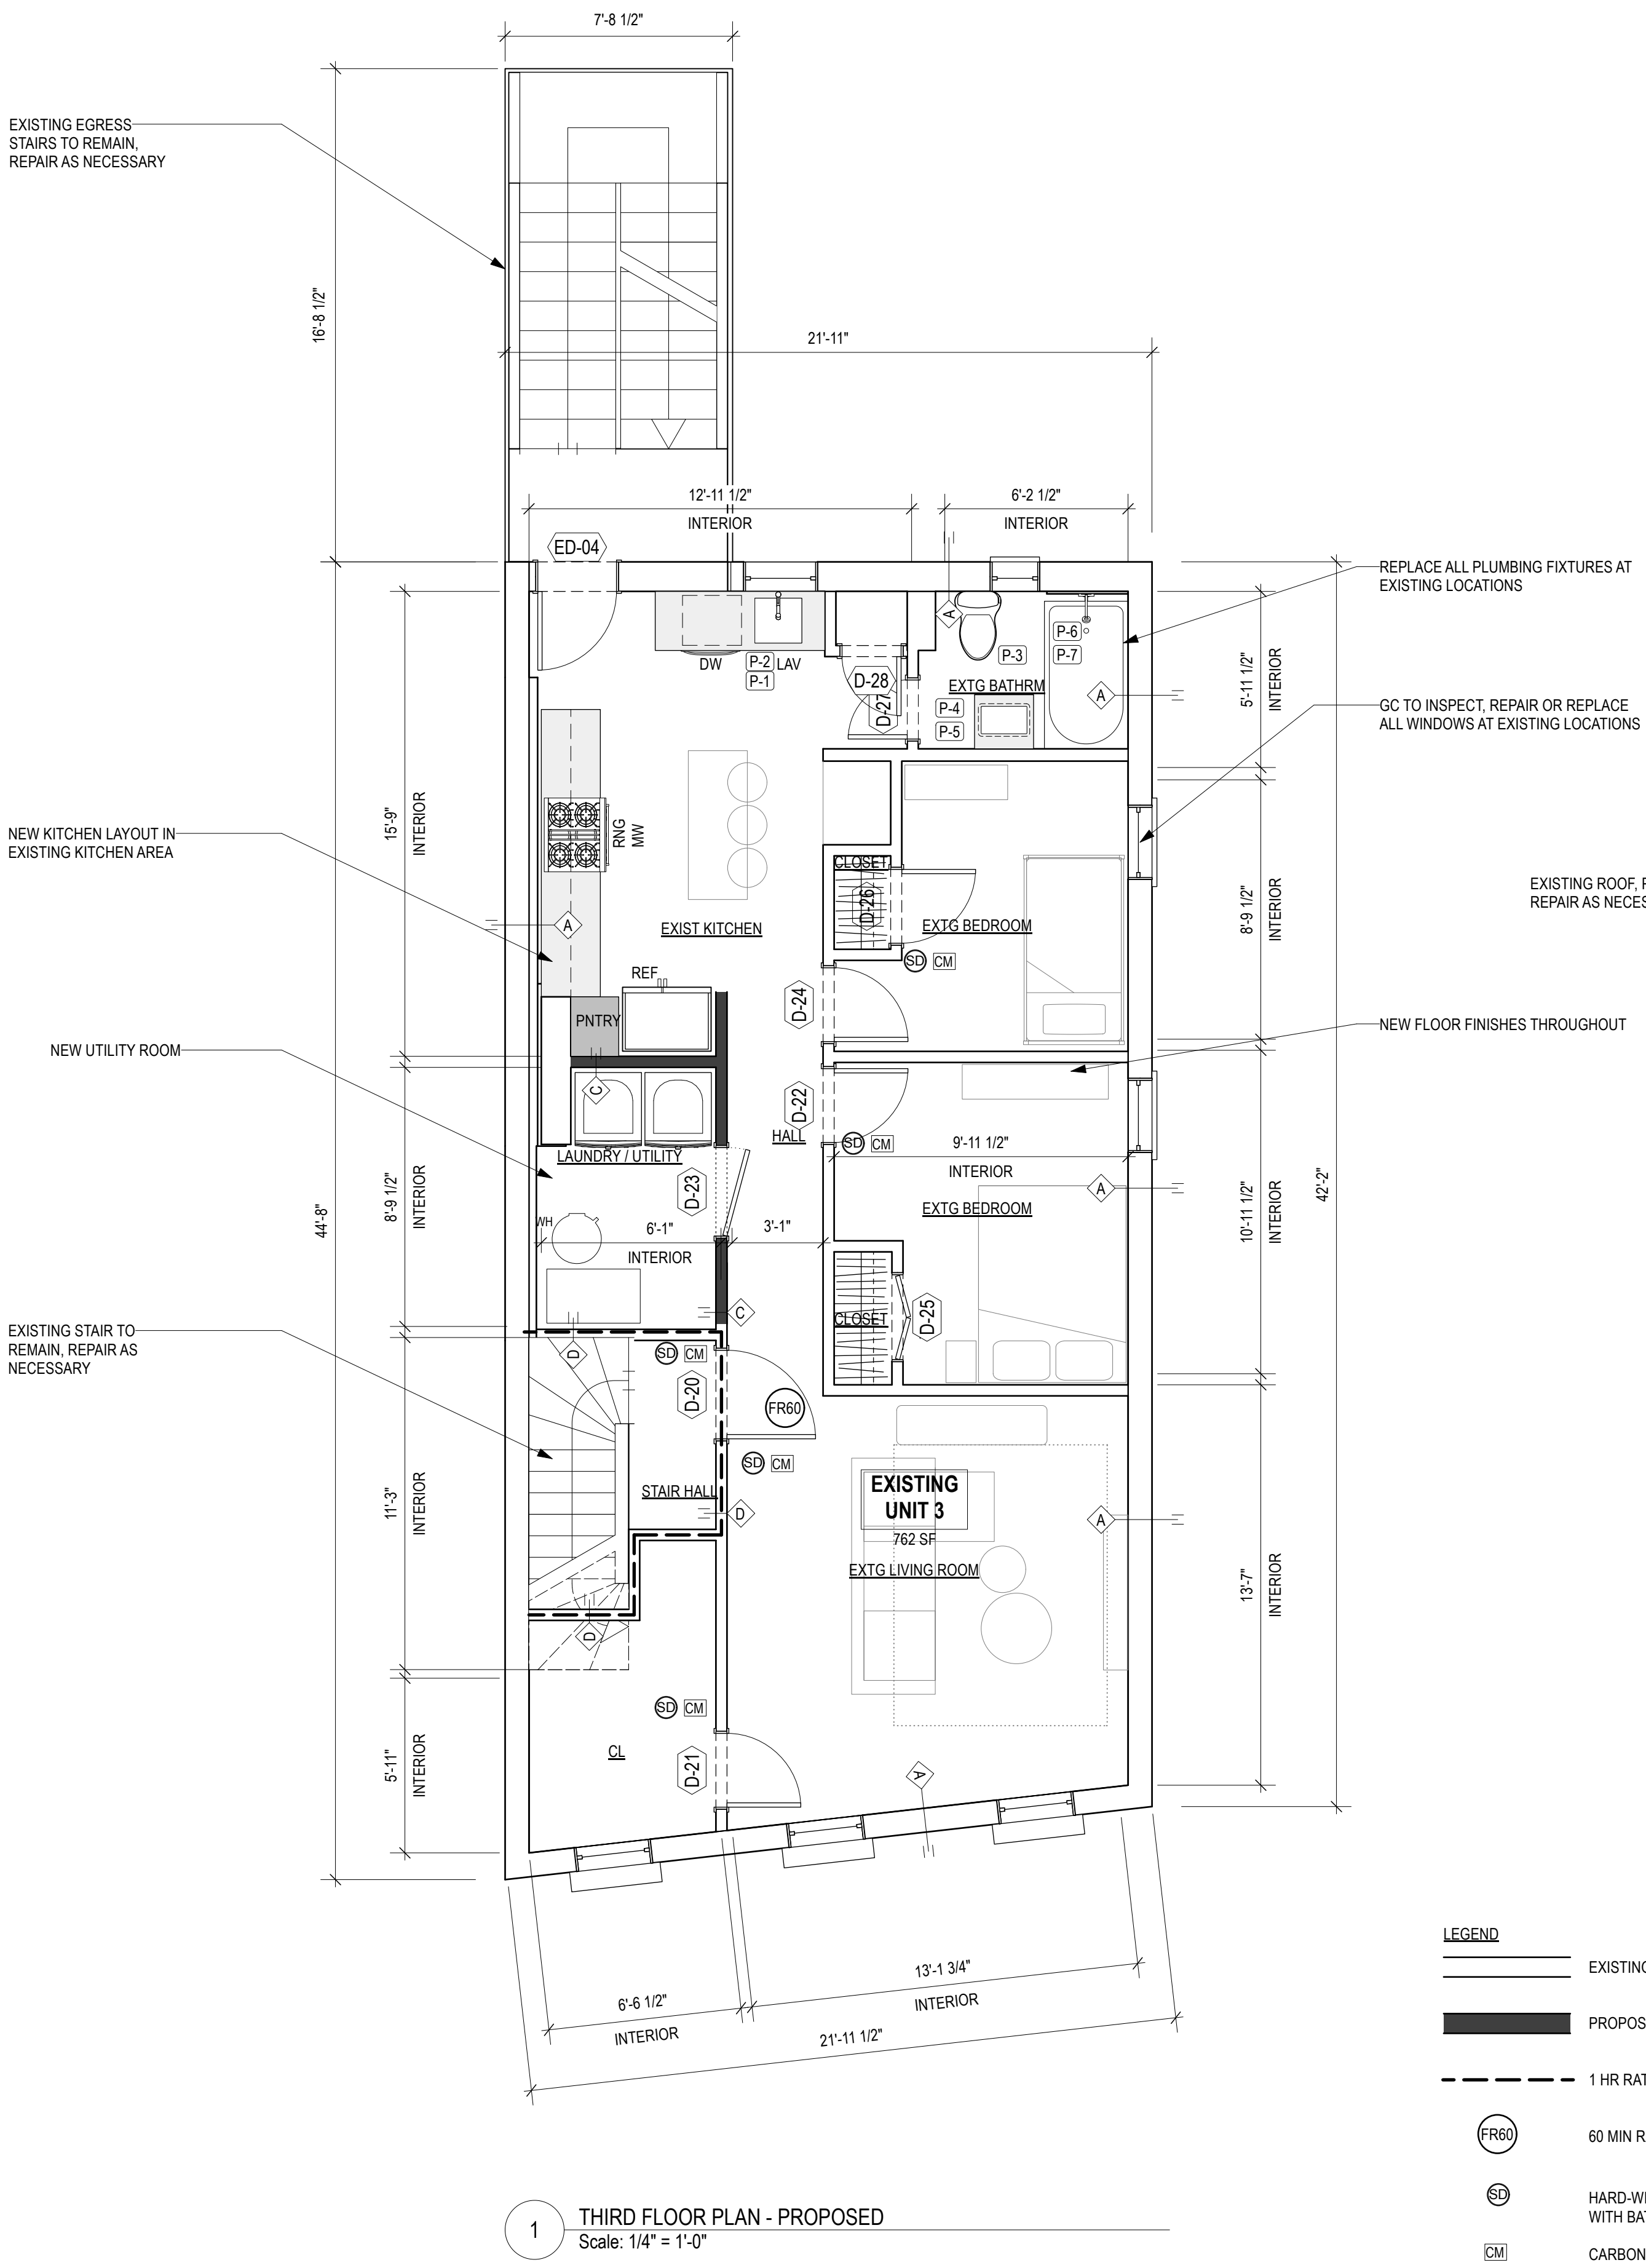 7'-8 1/2"
EXISTING EGRESS
STAIRS TO REMAIN,
REPAIR AS NECESSARY
16'-8 1/2"
21'-11"
12'-11 1/2"
INTERIOR
6'-2 1/2"
INTERIOR
ED-04
REPLACE ALL PLUMBING FIXTURES AT
EXISTING LOCATIONS
A
P-6
P-7
P-3
DW
P-2 LAV
P-1
D-28
D-27
EXTG BATHRM
P-4
P-5
A
5'-11 1/2"
INTERIOR
GC TO INSPECT, REPAIR OR REPLACE
ALL WINDOWS AT EXISTING LOCATIONS
NEW KITCHEN LAYOUT IN
EXISTING KITCHEN AREA
15'-9"
INTERIOR
RNG
MW
CLOSET
D-26
8'-9 1/2"
INTERIOR
EXISTING ROOF,
REPAIR AS
A
EXIST KITCHEN
EXTG BEDROOM
SD
CM
REF
D-24
PNTRY
NEW FLOOR FINISHES THROUGHOUT
NEW UTILITY ROOM
C
D-22
HALL
SD
CM
9'-11 1/2"
INTERIOR
LAUNDRY / UTILITY
D-23
A
44'-8"
8'-9 1/2"
INTERIOR
WH
6'-1"
INTERIOR
3'-1"
EXTG BEDROOM
10'-11 1/2"
INTERIOR
42'-2"
C
CLOSET
D-25
EXISTING STAIR TO
REMAIN, REPAIR AS
NECESSARY
D
SD
CM
D-20
FR60
SD
CM
11'-3"
INTERIOR
STAIR HALL
D
EXISTING
UNIT 3
762 SF
EXTG LIVING ROOM
A
13'-7"
INTERIOR
D
SD
CM
CL
D-21
A
5'-11"
INTERIOR
6'-6 1/2"
INTERIOR
13'-1 3/4"
INTERIOR
21'-11 1/2"
LEGEND
1 HR
FR60
60 MIN
SD
WITH
CM
CARBON
1
THIRD FLOOR PLAN - PROPOSED
Scale: 1/4" = 1'-0"